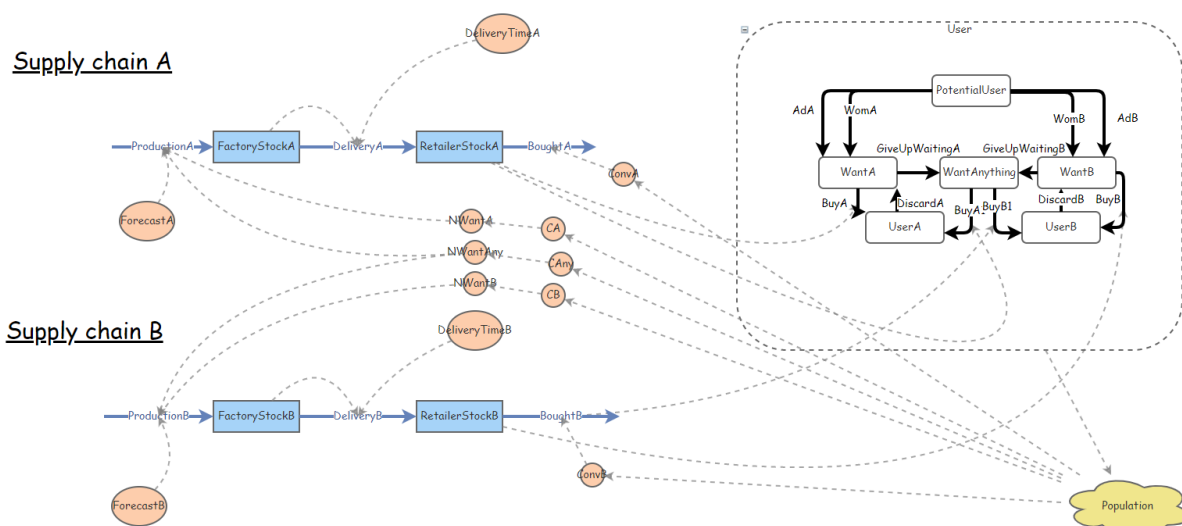 User
DeliveryTimeA
Supply chain A
PotentialUser
AdA
WomA
WomB
AdB
ProductionA
FactoryStockA
DeliveryA
RetailerStockA
BoughtA
GiveUpWaitingA
GiveUpWaitingB
ConvA
WantA
WantAnything
WantB
BuyA
DiscardA
BuyA1
BuyB1
DiscardB
BuyB
ForecastA
NWantA
CA
UserA
UserB
NWantAny
CAny
NWantB
CB
Supply chain B
DeliveryTimeB
ProductionB
FactoryStockB
DeliveryB
RetailerStockB
BoughtB
ConvB
ForecastB
Population